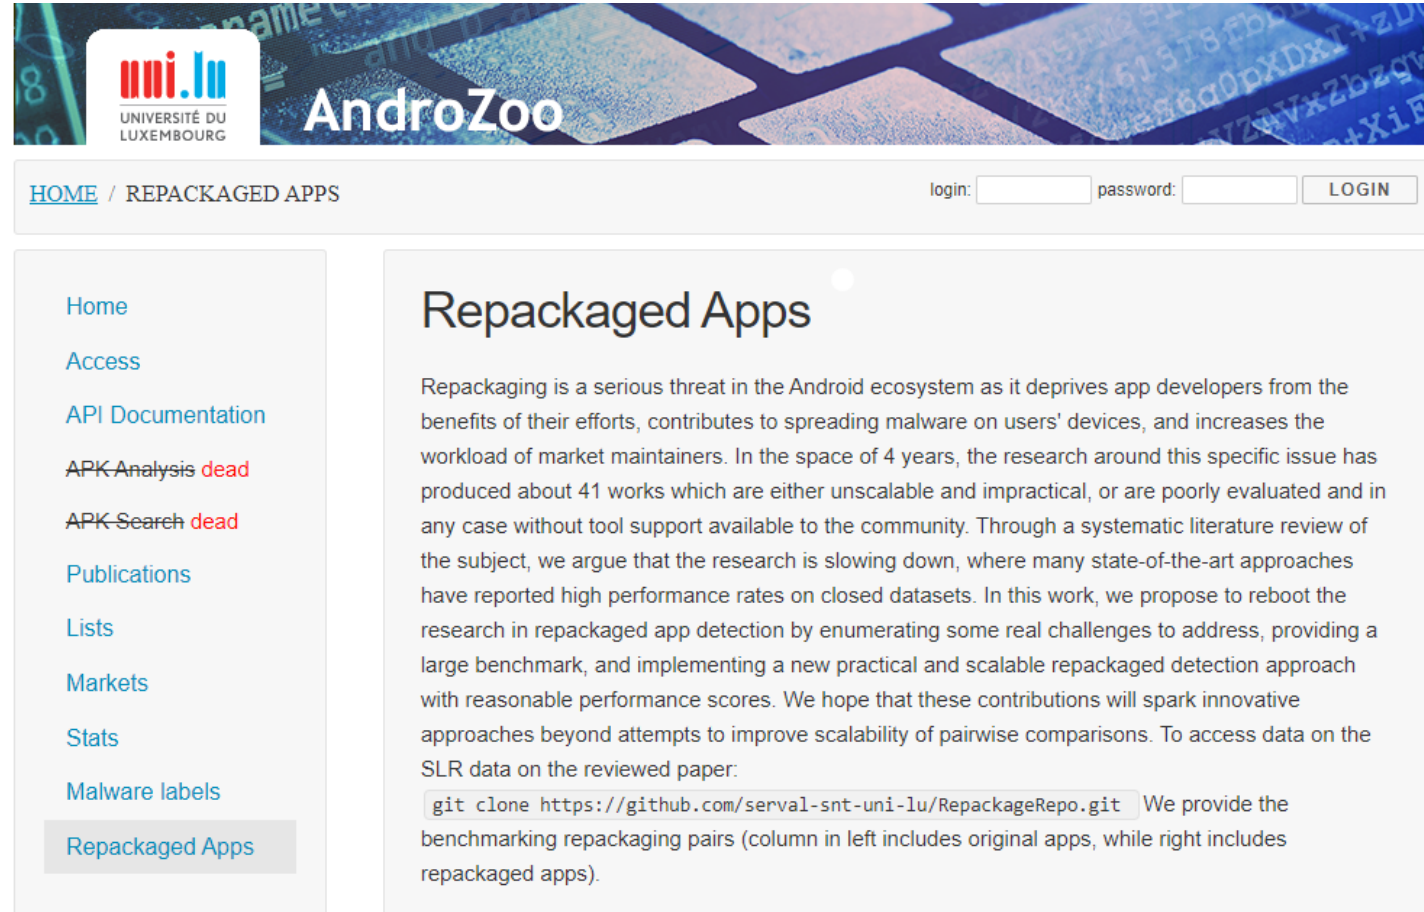 uni.lu
UNIVERSITÉ DU
LUXEMBOURG
AndroZoo
HOME / REPACKAGED APPS
login:
password:
LOGIN
Home
Access
API Documentation
APK Analysis dead
APK Search dead
Publications
Lists
Markets
Stats
Malware labels
Repackaged Apps
Repackaged Apps
Repackaging is a serious threat in the Android ecosystem as it deprives app developers from the
benefits of their efforts, contributes to spreading malware on users' devices, and increases the
workload of market maintainers. In the space of 4 years, the research around this specific issue has
produced about 41 works which are either unscalable and impractical, or are poorly evaluated and in
any case without tool support available to the community. Through a systematic literature review of
the subject, we argue that the research is slowing down, where many state-of-the-art approaches
have reported high performance rates on closed datasets. In this work, we propose to reboot the
research in repackaged app detection by enumerating some real challenges to address, providing a
large benchmark, and implementing a new practical and scalable repackaged detection approach
with reasonable performance scores. We hope that these contributions will spark innovative
approaches beyond attempts to improve scalability of pairwise comparisons. To access data on the
SLR data on the reviewed paper:
git clone https://github.com/serval-snt-uni-lu/RepackageRepo.git We provide the
benchmarking repackaging pairs (column in left includes original apps, while right includes
repackaged apps).